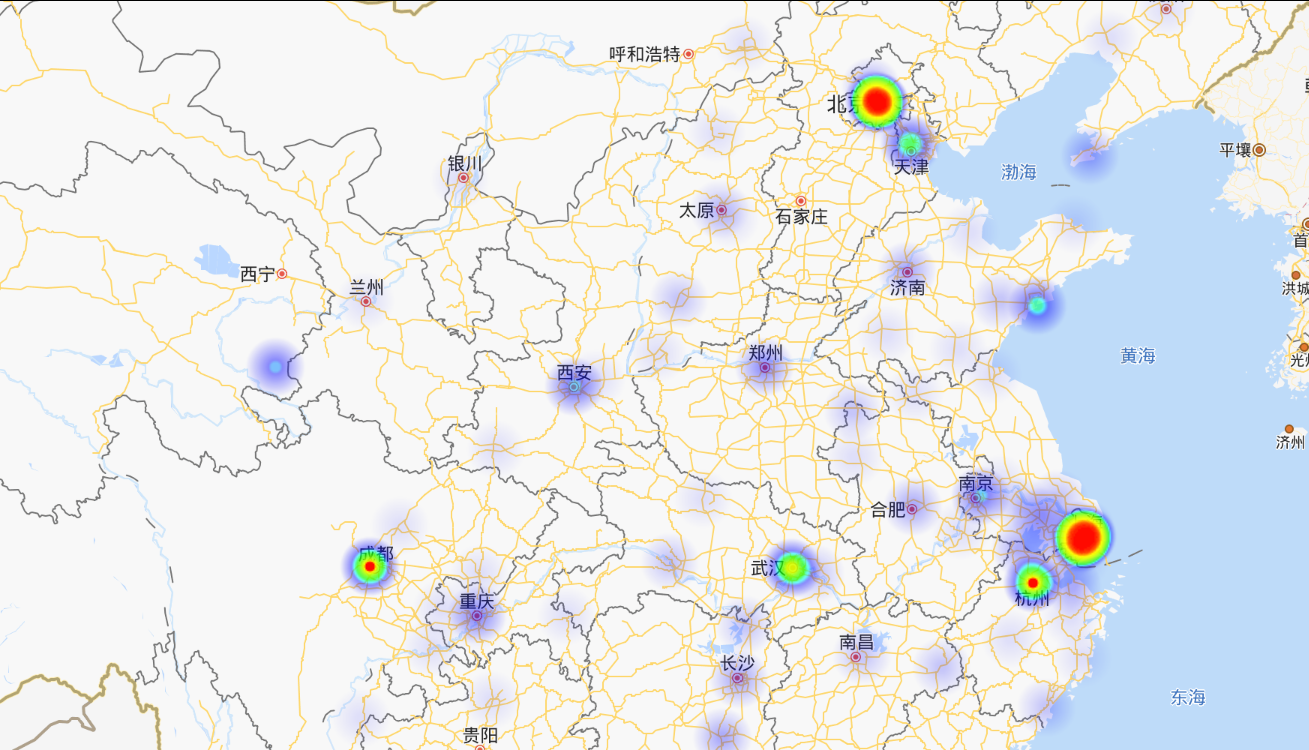 呼和浩特
北京
平壤
银川
天津
渤海
太原
石家庄
首
西宁
兰州
济南
洪城
郑州
黄海
光州
西安
济州
南京
合肥
成都
武汉
重庆
杭州
南昌
长沙
东海
贵阳